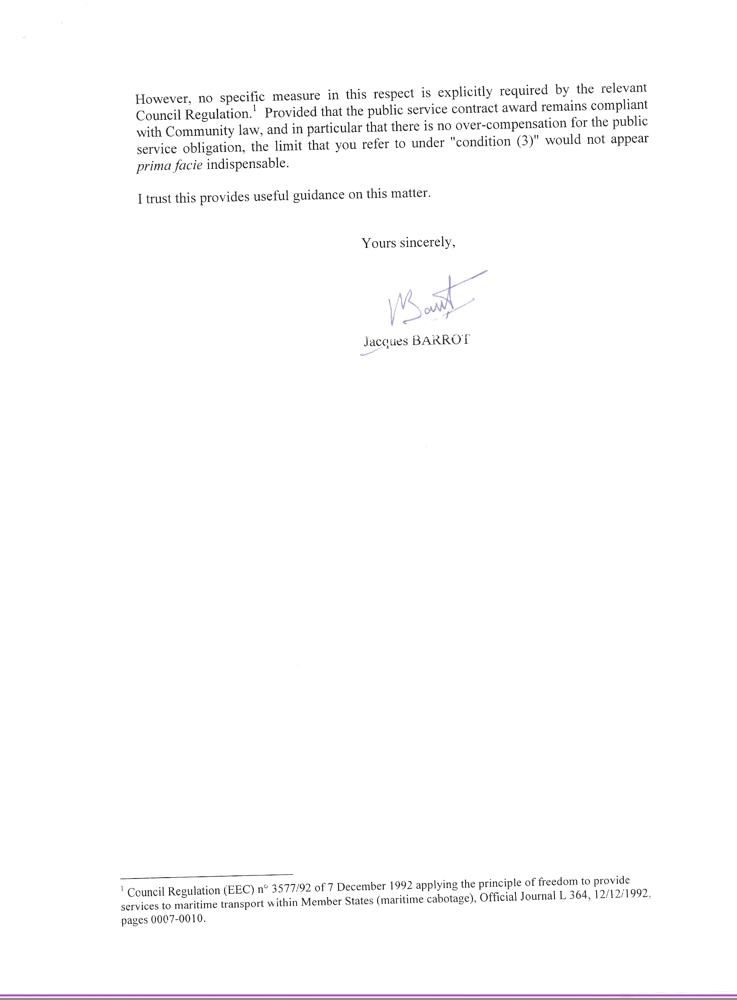 However, no specific measure in this respect is explicitly required by the relevant
Council Regulation.¹ Provided that the public service contract award remains compliant
with Community law, and in particular that there is no over-compensation for the public
service obligation, the limit that you refer to under "condition (3)" would not appear
prima facie indispensable.
I trust this provides useful guidance on this matter.
Yours sincerely,
Barrot
Jacques BARROT
¹ Council Regulation (EEC) n° 3577/92 of 7 December 1992 applying the principle of freedom to provide
services to maritime transport within Member States (maritime cabotage), Official Journal L 364, 12/12/1992,
pages 0007-0010.